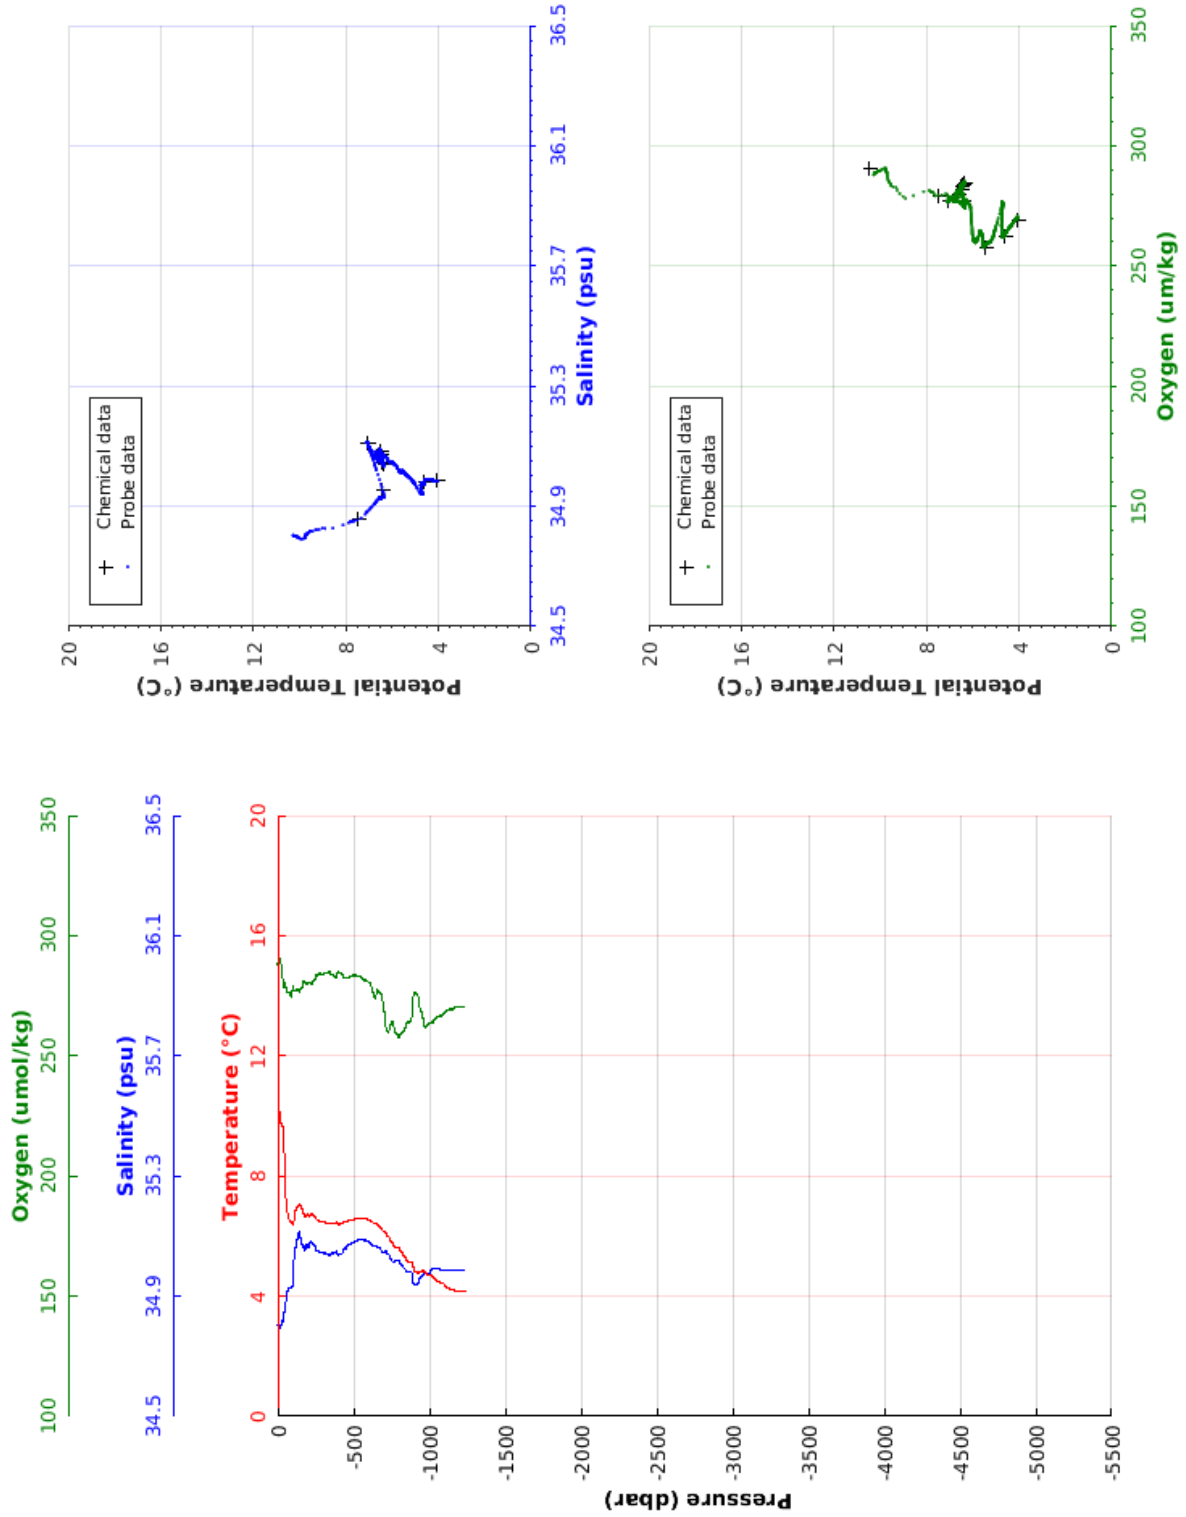 Oxygen (umol/kg)
100 150 200 250 300 350
Salinity (psu)
34.5 34.9 35.3 35.7 36.1 36.5
Temperature (°C)
0 4 8 12 16 20
Pressure (dbar)
0
-500
-1000
-1500
-2000
-2500
-3000
-3500
-4000
-4500
-5000
-5500
Potential Temperature (°C)
20
16
12
8
4
0
Chemical data
Probe data
34.5 34.9 35.3 35.7 36.1 36.5
Salinity (psu)
Potential Temperature (°C)
20
16
12
8
4
0
Chemical data
Probe data
100 150 200 250 300 350
Oxygen (um/kg)